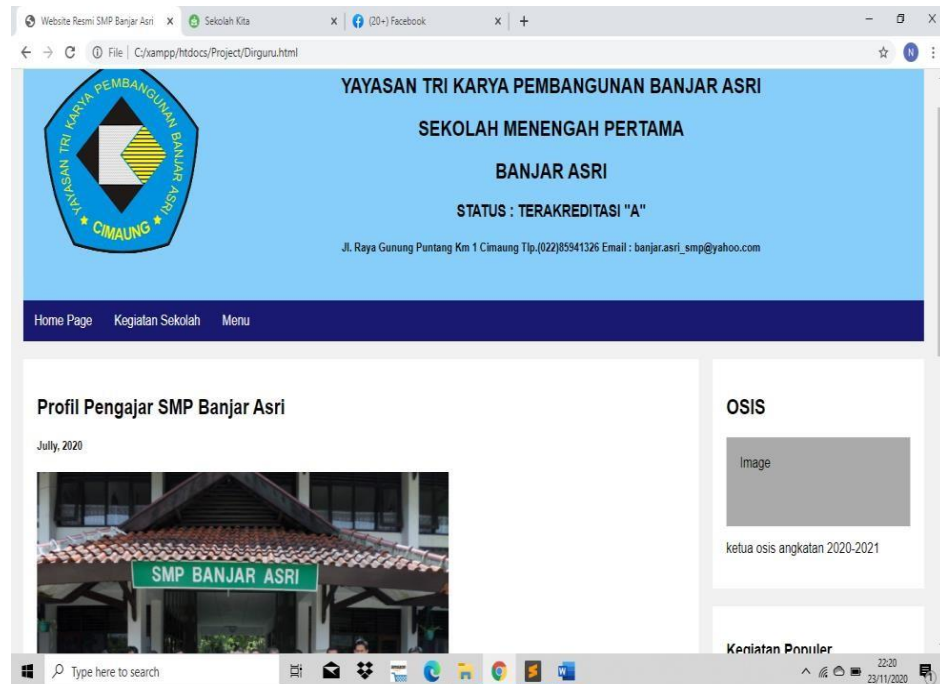 Website Resmi SMP Banjar Asri
Sekolah Kita
(20+) Facebook
File | C:/xampp/htdocs/Project/Dirguru.html
N
YAYASAN TRI KARYA PEMBANGUNAN BANJAR ASRI
CIMAUNG
YAYASAN TRI KARYA PEMBANGUNAN BANJAR ASRI
SEKOLAH MENENGAH PERTAMA
BANJAR ASRI
STATUS : TERAKREDITASI "A"
Jl. Raya Gunung Puntang Km 1 Cimaung Tlp.(022)85941326 Email : banjar.asri_smp@yahoo.com
Home Page Kegiatan Sekolah Menu
Profil Pengajar SMP Banjar Asri
Jully, 2020
SMP BANJAR ASRI
OSIS
Image
ketua osis angkatan 2020-2021
Kegiatan Populer
Type here to search
22:20
23/11/2020